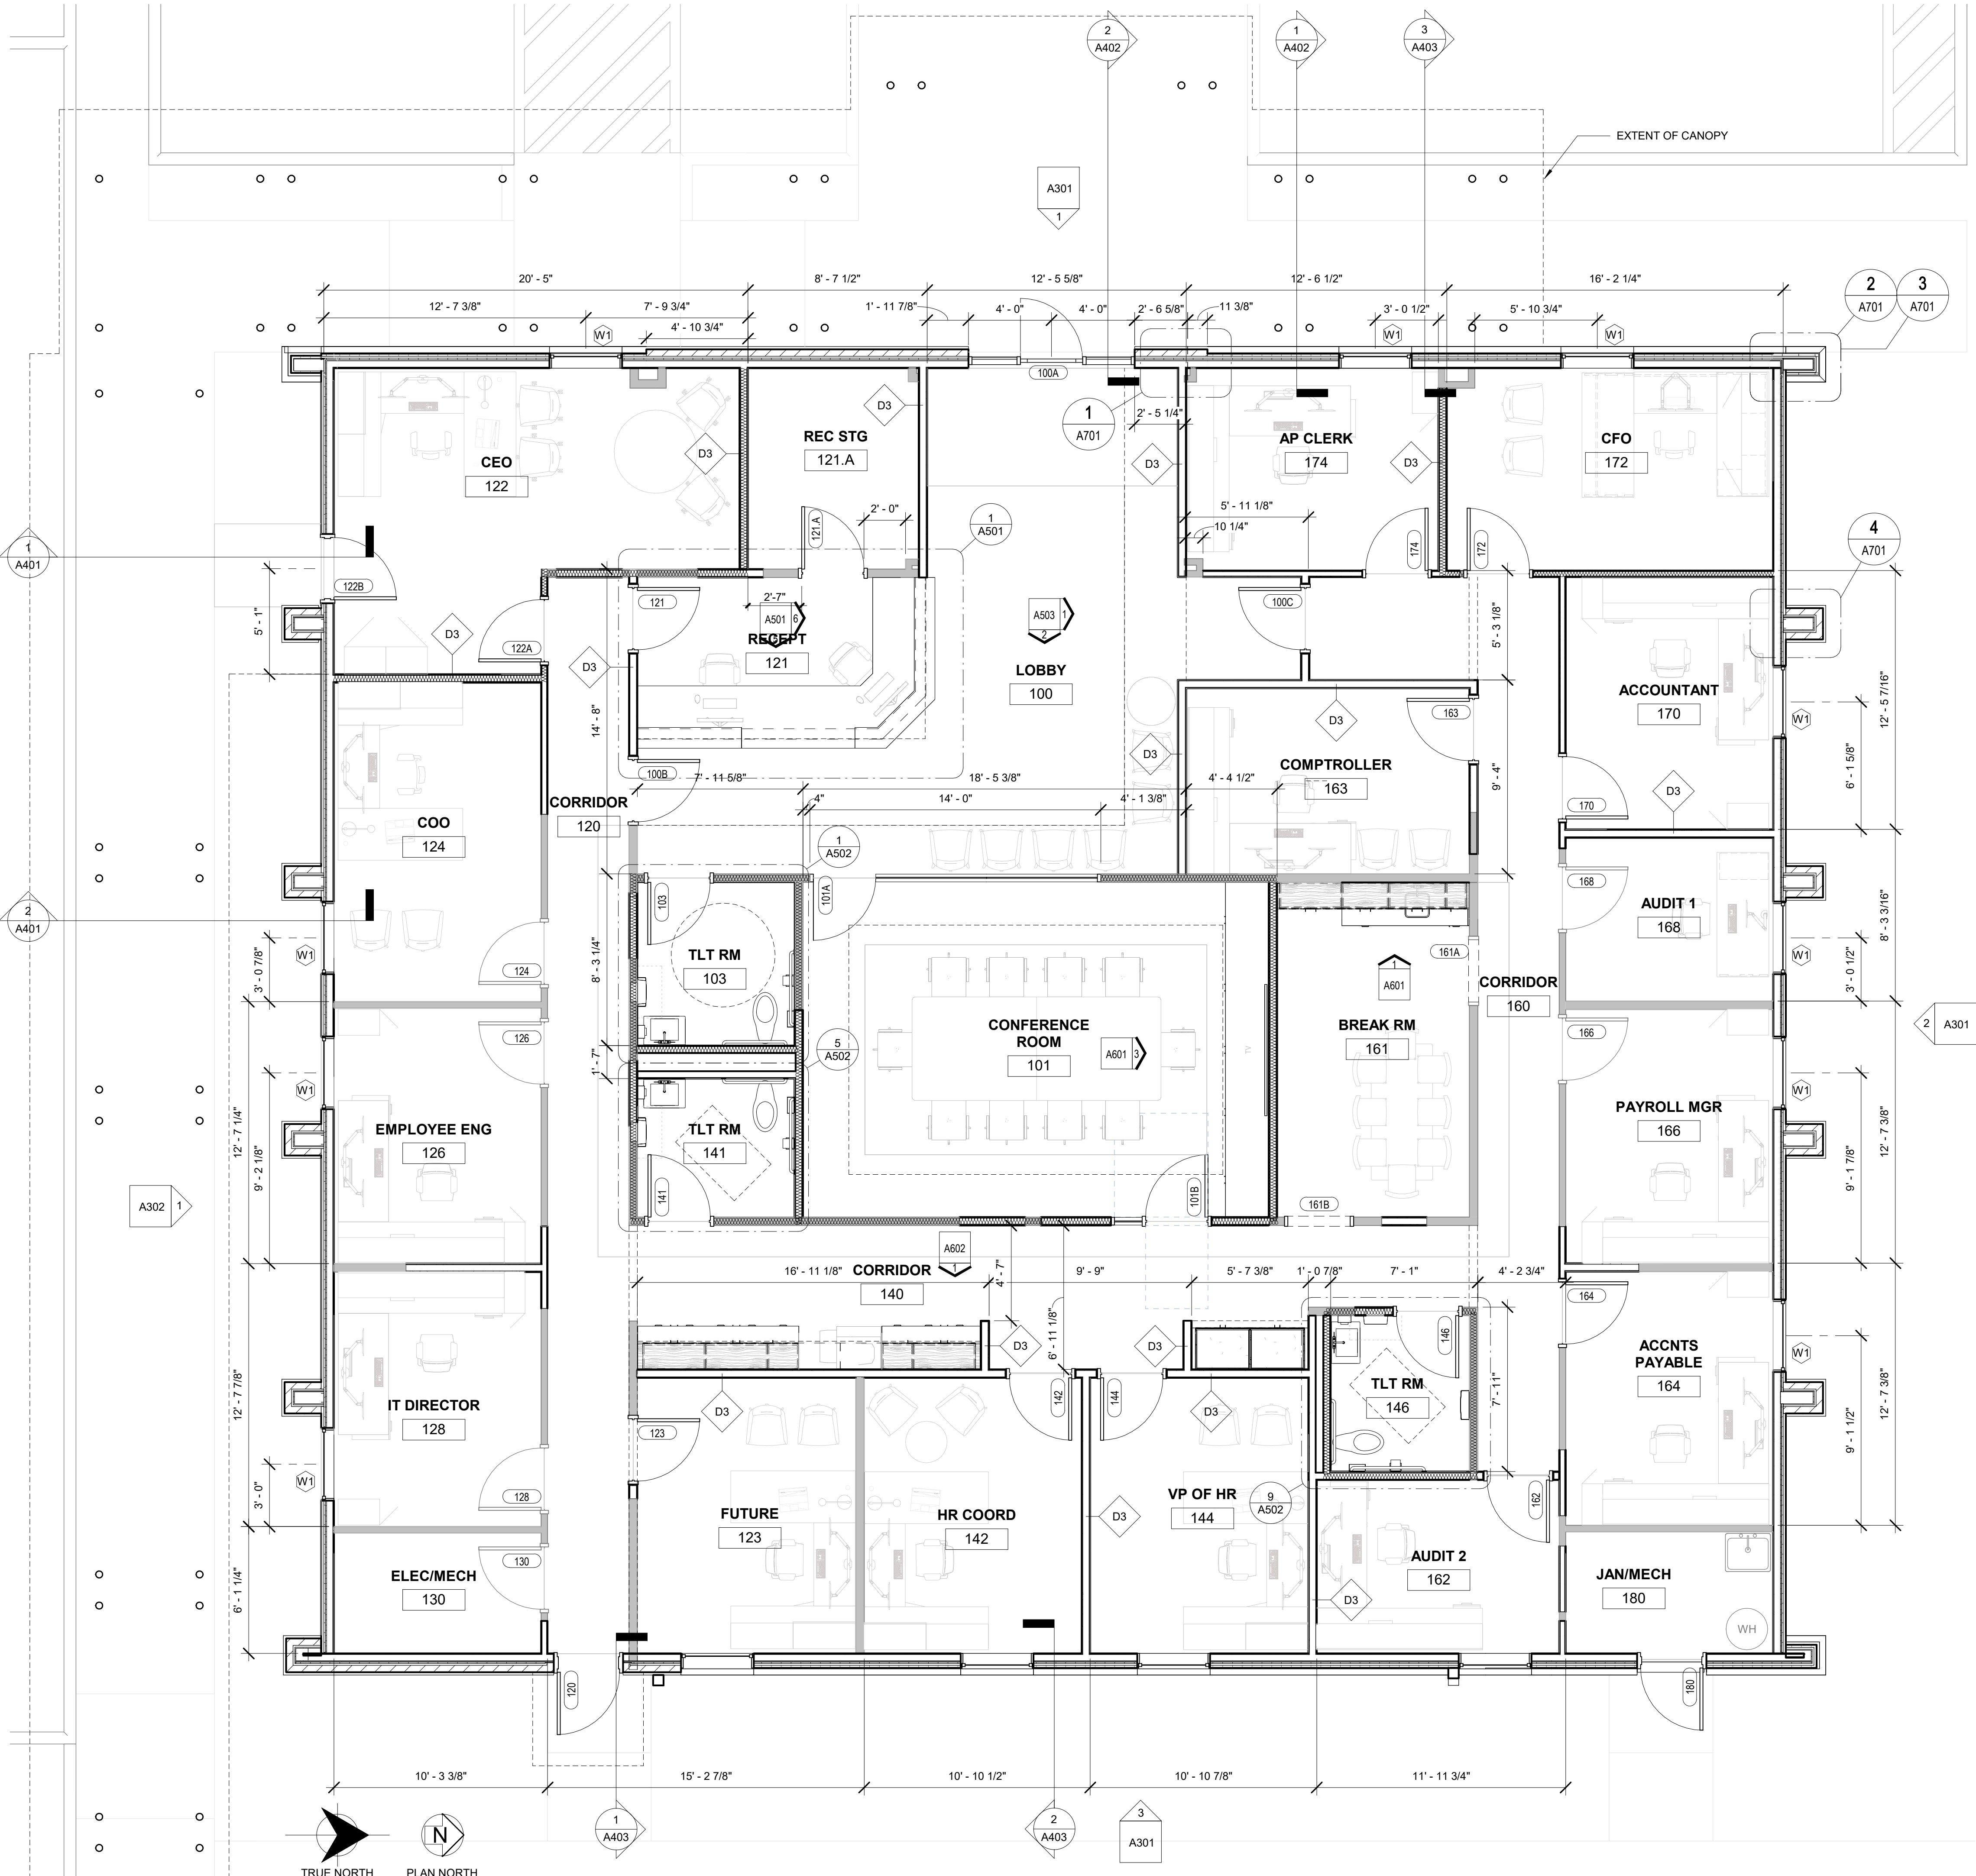 2
A402
1
A402
3
A403
EXTENT OF CANOPY
A301
1
20' - 5"
8' - 7 1/2"
12' - 5 5/8"
12' - 6 1/2"
16' - 2 1/4"
2
A701
3
A701
12' - 7 3/8"
7' - 9 3/4"
1' - 11 7/8"
4' - 0"
4' - 0"
2' - 6 5/8"
11 3/8"
3' - 0 1/2"
5' - 10 3/4"
4' - 10 3/4"
W1
W1
W1
100A
D3
1
A701
2' - 5 1/4"
REC STG
121.A
AP CLERK
174
CFO
172
CEO
122
D3
D3
D3
2' - 0"
5' - 11 1/8"
10 1/4"
121.A
1
A501
174
172
4
A701
1
A401
122B
5' - 1"
D3
122A
121
2'-7"
A501
6
RECEPT
121
A503
1
2
100C
5' - 3 1/8"
D3
LOBBY
100
ACCOUNTANT
170
12' - 5 7/16"
14' - 8"
D3
163
W1
D3
100B
7' - 11 5/8"
18' - 5 3/8"
4' - 4 1/2"
COMPTROLLER
163
9' - 4"
6' - 1 5/8"
D3
CORRIDOR
120
4"
14' - 0"
4' - 1 3/8"
170
COO
124
1
A502
2
A401
103
101A
168
AUDIT 1
168
8' - 3 3/16"
W1
3' - 0 7/8"
8' - 3 1/4"
TLT RM
103
161A
1
A601
CORRIDOR
160
W1
3' - 0 1/2"
124
CONFERENCE
ROOM
101
BREAK RM
161
2
A301
126
5
A502
A601
3
TV
166
1' - 7"
W1
W1
12' - 7 1/4"
9' - 2 1/8"
EMPLOYEE ENG
126
TLT RM
141
PAYROLL MGR
166
9' - 1 7/8"
12' - 7 3/8"
A302
1
141
101B
161B
A602
1
16' - 11 1/8"
CORRIDOR
140
4' - 7"
9' - 9"
5' - 7 3/8"
1' - 0 7/8"
7' - 1"
4' - 2 3/4"
164
6' - 11 1/8"
D3
D3
146
ACCNTS
PAYABLE
164
W1
12' - 7 7/8"
IT DIRECTOR
128
D3
142
144
D3
TLT RM
146
7' - 11"
12' - 7 3/8"
9' - 1 1/2"
123
W1
3' - 0"
128
FUTURE
123
HR COORD
142
D3
VP OF HR
144
9
A502
162
130
AUDIT 2
162
ELEC/MECH
130
6' - 1 1/4"
D3
JAN/MECH
180
WH
120
180
10' - 3 3/8"
15' - 2 7/8"
10' - 10 1/2"
10' - 10 7/8"
11' - 11 3/4"
1
A403
2
A403
3
A301
N
TRUE NORTH
PLAN NORTH